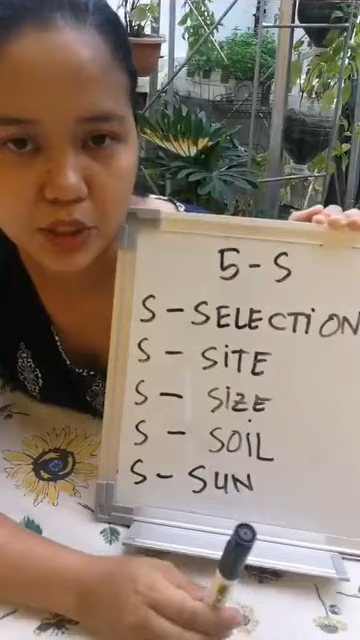 5-S
S - SELECTION
S - SITE
S - SIZE
S - SOIL
S - SUN